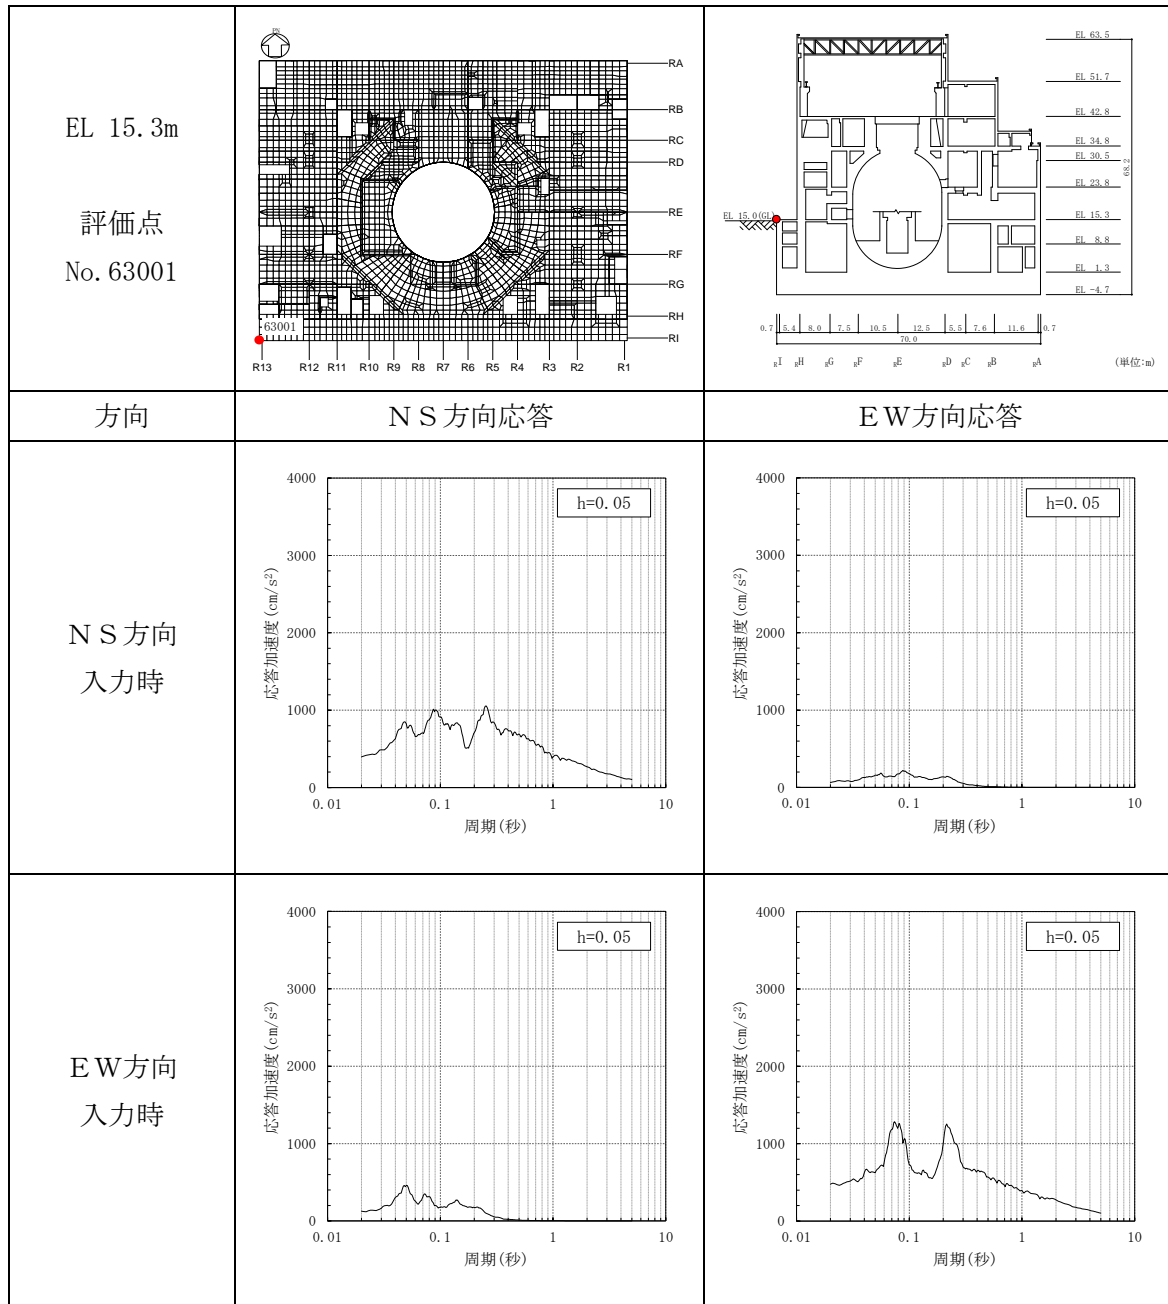 EL 15.3m
評価点
No.63001
PN
RA
RB
RC
RD
RE
RF
RG
RH
RI
63001
R13 R12 R11 R10 R9 R8 R7 R6 R5 R4 R3 R2 R1
EL 63.5
EL 51.7
EL 42.8
EL 34.8
EL 30.5
EL 23.8
EL 15.3
EL 8.8
EL 1.3
EL -4.7
68.2
EL 15.0(GL)
0.7 5.4 8.0 7.5 10.5 12.5 5.5 7.6 11.6 0.7
70.0
RI RH RG RF RE RD RC RB RA
(単位:m)
方向
ＮＳ方向応答
ＥＷ方向応答
ＮＳ方向
入力時
h=0.05
応答加速度(cm/s²)
4000
3000
2000
1000
0
0.01 0.1 1 10
周期(秒)
h=0.05
応答加速度(cm/s²)
4000
3000
2000
1000
0
0.01 0.1 1 10
周期(秒)
ＥＷ方向
入力時
h=0.05
応答加速度(cm/s²)
4000
3000
2000
1000
0
0.01 0.1 1 10
周期(秒)
h=0.05
応答加速度(cm/s²)
4000
3000
2000
1000
0
0.01 0.1 1 10
周期(秒)